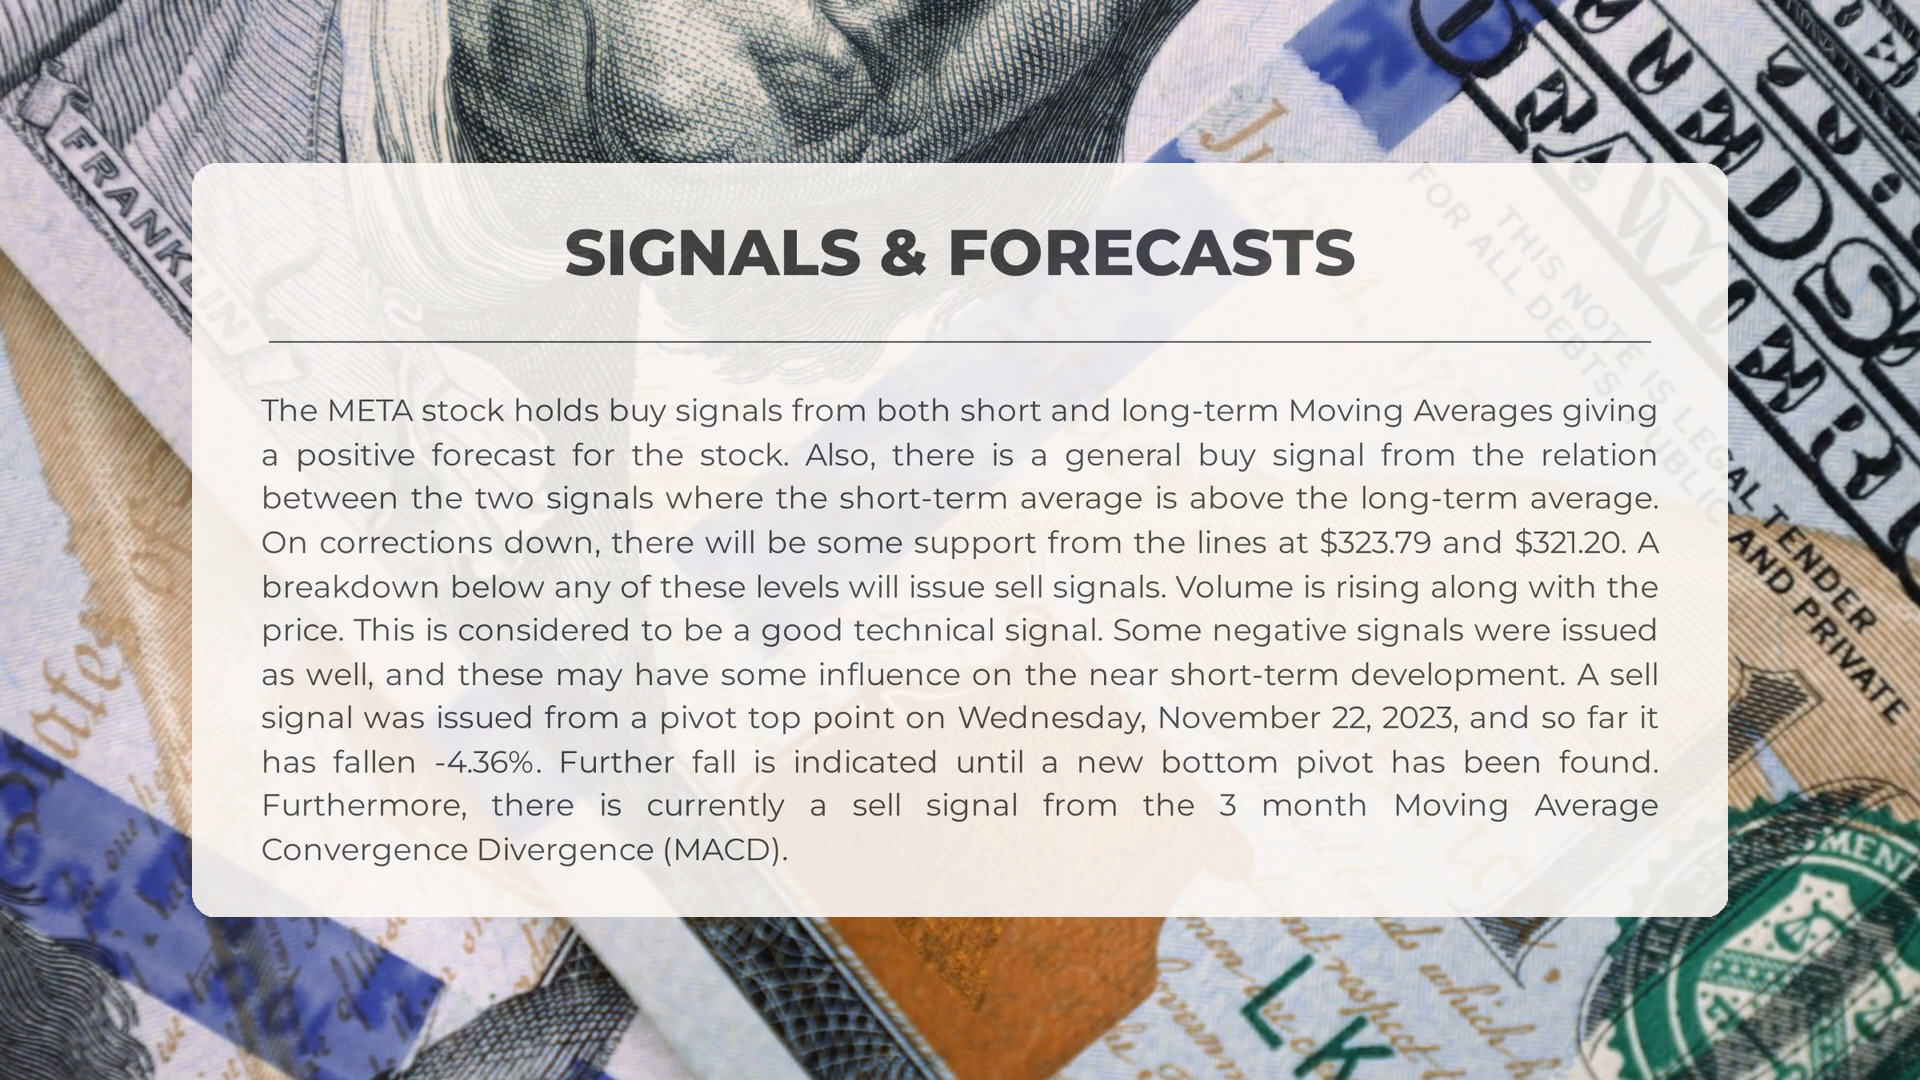 FRANKLIN
THIS NOTE IS LEGAL TENDER
FOR ALL DEBTS, PUBLIC AND PRIVATE
SIGNALS & FORECASTS
The META stock holds buy signals from both short and long-term Moving Averages giving
a positive forecast for the stock. Also, there is a general buy signal from the relation
between the two signals where the short-term average is above the long-term average.
On corrections down, there will be some support from the lines at $323.79 and $321.20. A
breakdown below any of these levels will issue sell signals. Volume is rising along with the
price. This is considered to be a good technical signal. Some negative signals were issued
as well, and these may have some influence on the near short-term development. A sell
signal was issued from a pivot top point on Wednesday, November 22, 2023, and so far it
has fallen -4.36%. Further fall is indicated until a new bottom pivot has been found.
Furthermore, there is currently a sell signal from the 3 month Moving Average
Convergence Divergence (MACD).
L K